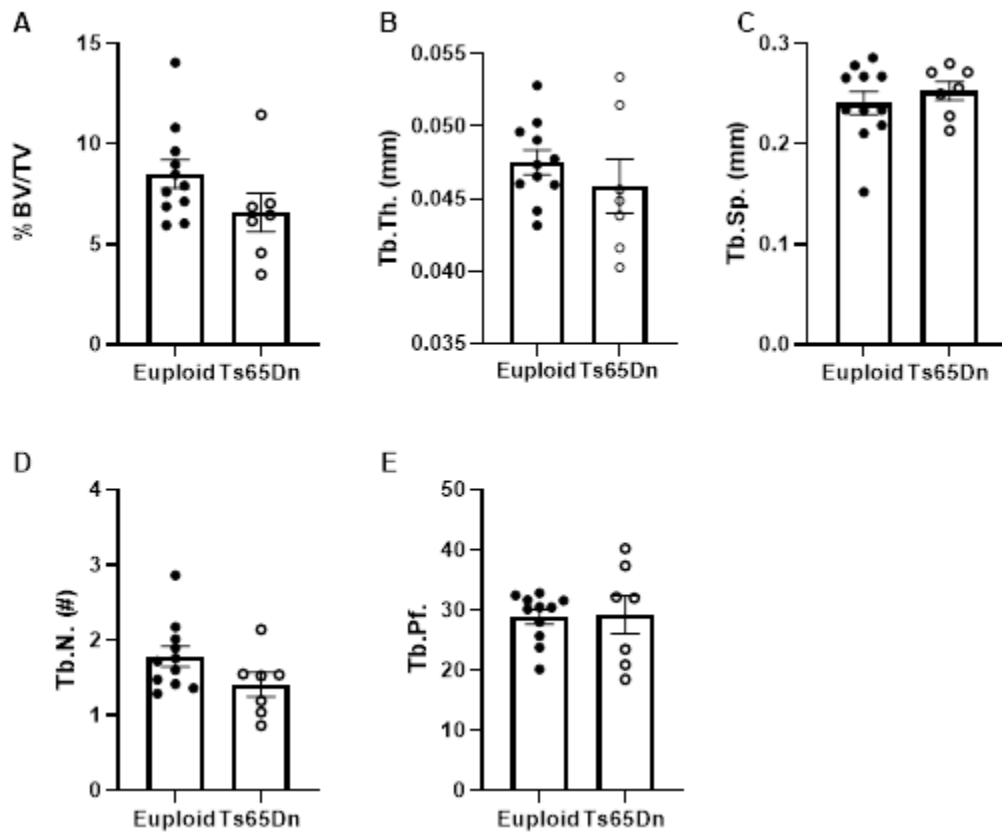 A
15
10
5
0
% BV/TV
Euploid Ts65Dn
B
0.055
0.050
0.045
0.040
0.035
Tb.Th. (mm)
Euploid Ts65Dn
C
0.3
0.2
0.1
0.0
Tb.Sp. (mm)
Euploid Ts65Dn
D
4
3
2
1
0
Tb.N. (#)
Euploid Ts65Dn
E
50
40
30
20
10
0
Tb.Pf.
Euploid Ts65Dn